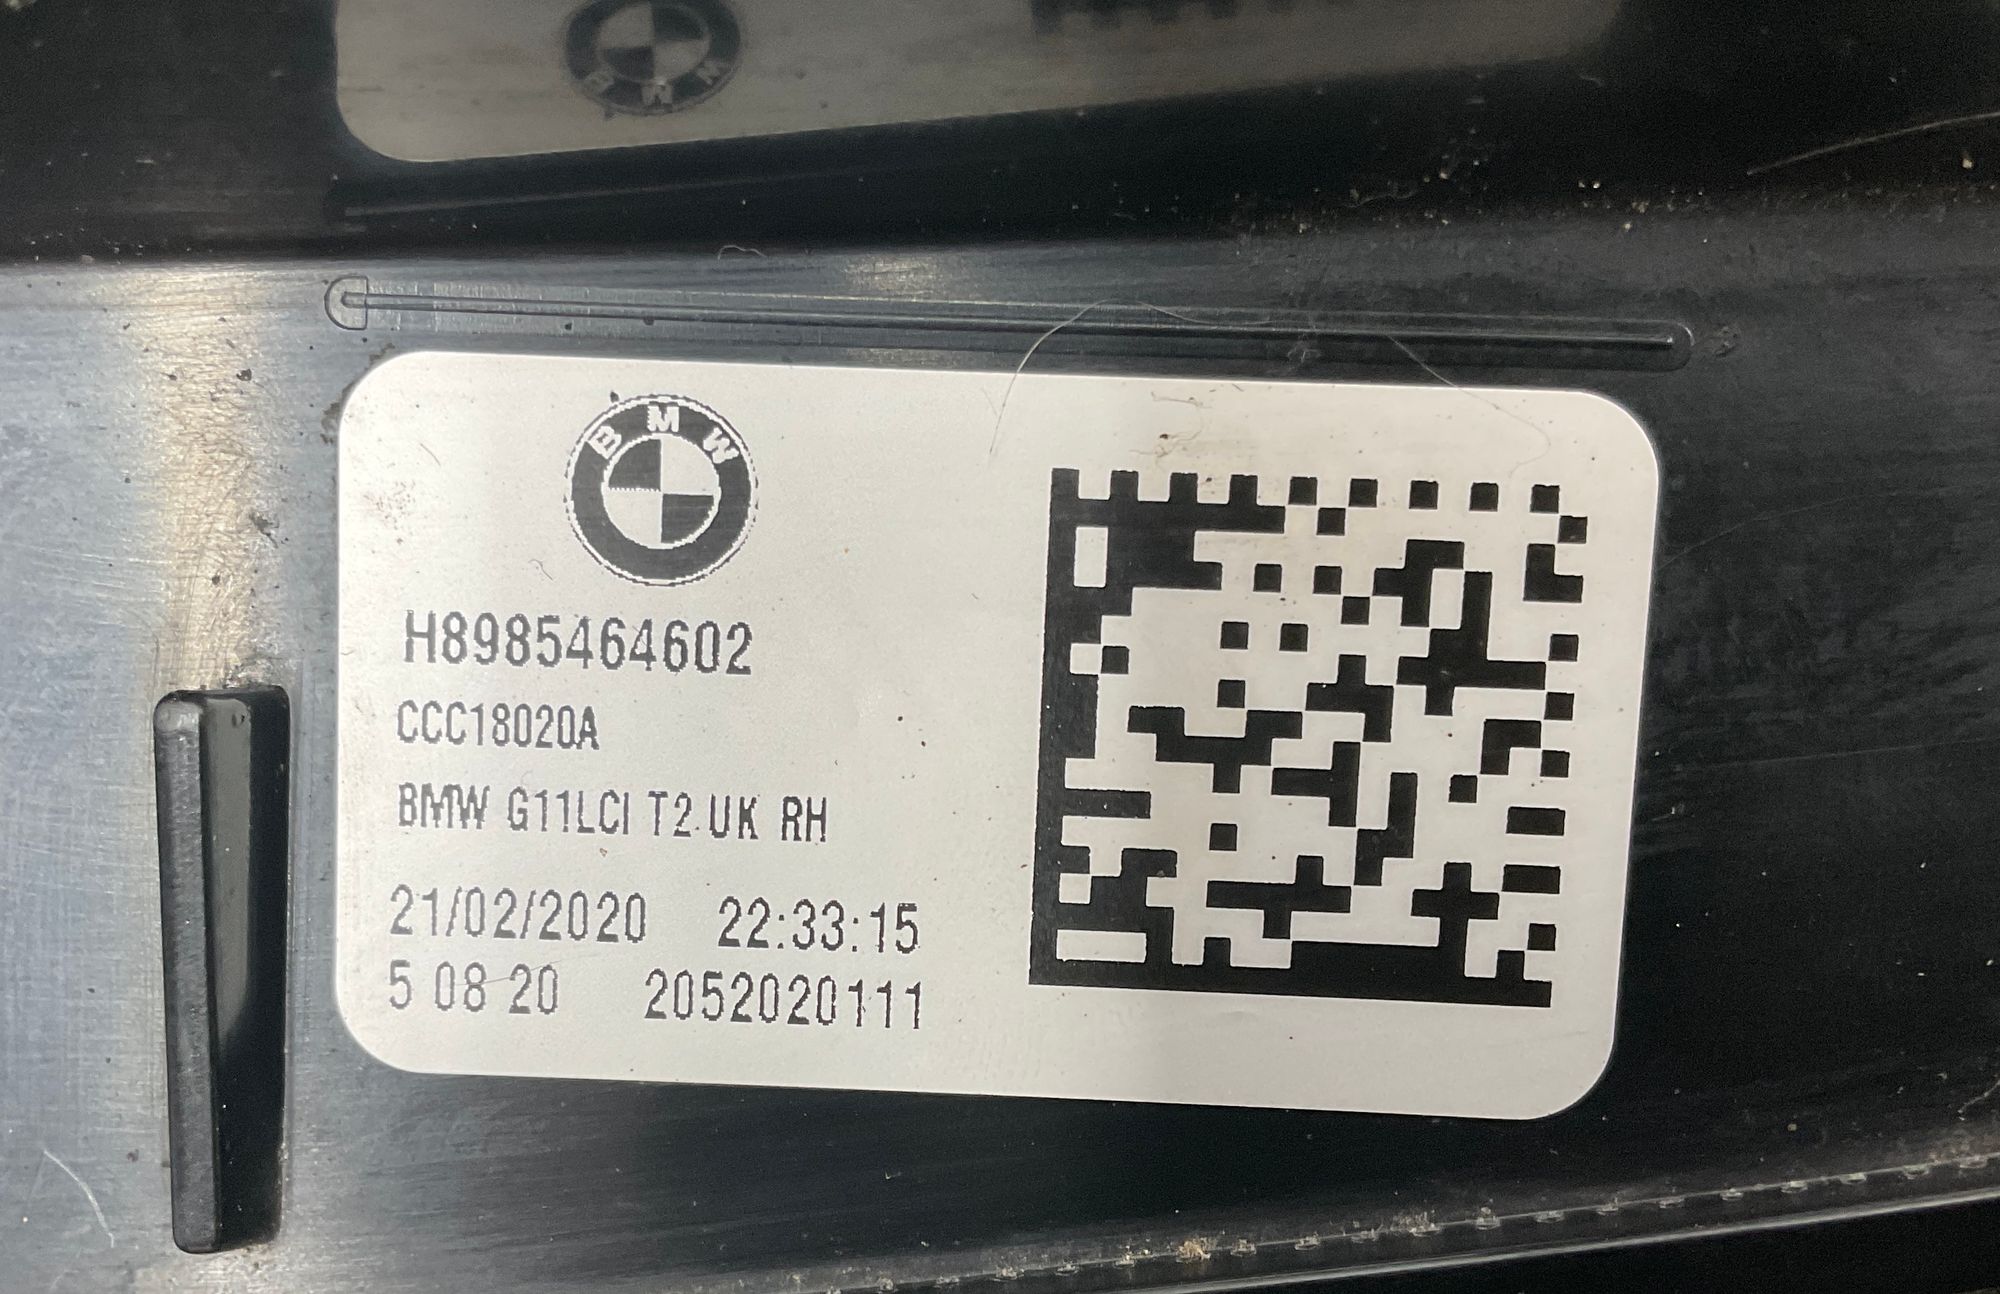 BMW
H8985464602
CCC18020A
BMW G11LCI T2 UK RH
21/02/2020 22:33:15
5 08 20 2052020111